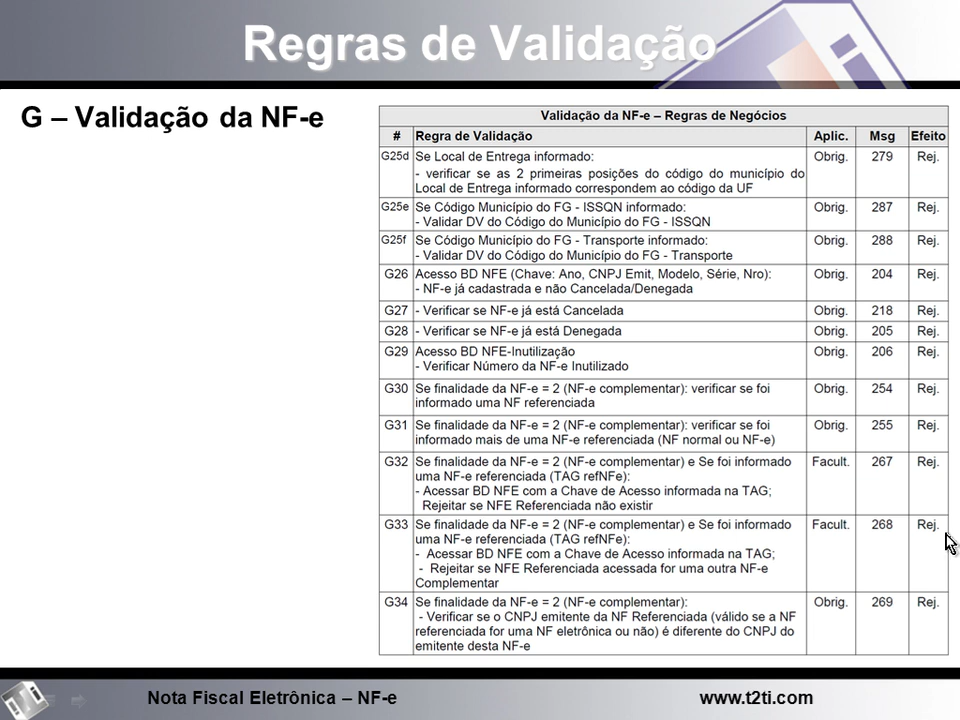 Regras de Validação
G – Validação da NF-e
Validação da NF-e – Regras de Negócios
# Regra de Validação Aplic. Msg Efeito
G25d Se Local de Entrega informado: Obrig. 279 Rej.
- verificar se as 2 primeiras posições do código do município do
Local de Entrega informado correspondem ao código da UF
G25e Se Código Município do FG - ISSQN informado: Obrig. 287 Rej.
- Validar DV do Código do Município do FG - ISSQN
G25f Se Código Município do FG - Transporte informado: Obrig. 288 Rej.
- Validar DV do Código do Município do FG - Transporte
G26 Acesso BD NFE (Chave: Ano, CNPJ Emit, Modelo, Série, Nro): Obrig. 204 Rej.
- NF-e já cadastrada e não Cancelada/Denegada
G27 - Verificar se NF-e já está Cancelada Obrig. 218 Rej.
G28 - Verificar se NF-e já está Denegada Obrig. 205 Rej.
G29 Acesso BD NFE-Inutilização Obrig. 206 Rej.
- Verificar Número da NF-e Inutilizado
G30 Se finalidade da NF-e = 2 (NF-e complementar): verificar se foi Obrig. 254 Rej.
informado uma NF referenciada
G31 Se finalidade da NF-e = 2 (NF-e complementar): verificar se foi Obrig. 255 Rej.
informado mais de uma NF-e referenciada (NF normal ou NF-e)
G32 Se finalidade da NF-e = 2 (NF-e complementar) e Se foi informado Facult. 267 Rej.
uma NF-e referenciada (TAG refNFe):
- Acessar BD NFE com a Chave de Acesso informada na TAG;
Rejeitar se NFE Referenciada não existir
G33 Se finalidade da NF-e = 2 (NF-e complementar) e Se foi informado Facult. 268 Rej.
uma NF-e referenciada (TAG refNFe):
- Acessar BD NFE com a Chave de Acesso informada na TAG;
- Rejeitar se NFE Referenciada acessada for uma outra NF-e
Complementar
G34 Se finalidade da NF-e = 2 (NF-e complementar): Obrig. 269 Rej.
- Verificar se o CNPJ emitente da NF Referenciada (válido se a NF
referenciada for uma NF eletrônica ou não) é diferente do CNPJ do
emitente desta NF-e
Nota Fiscal Eletrônica – NF-e www.t2ti.com